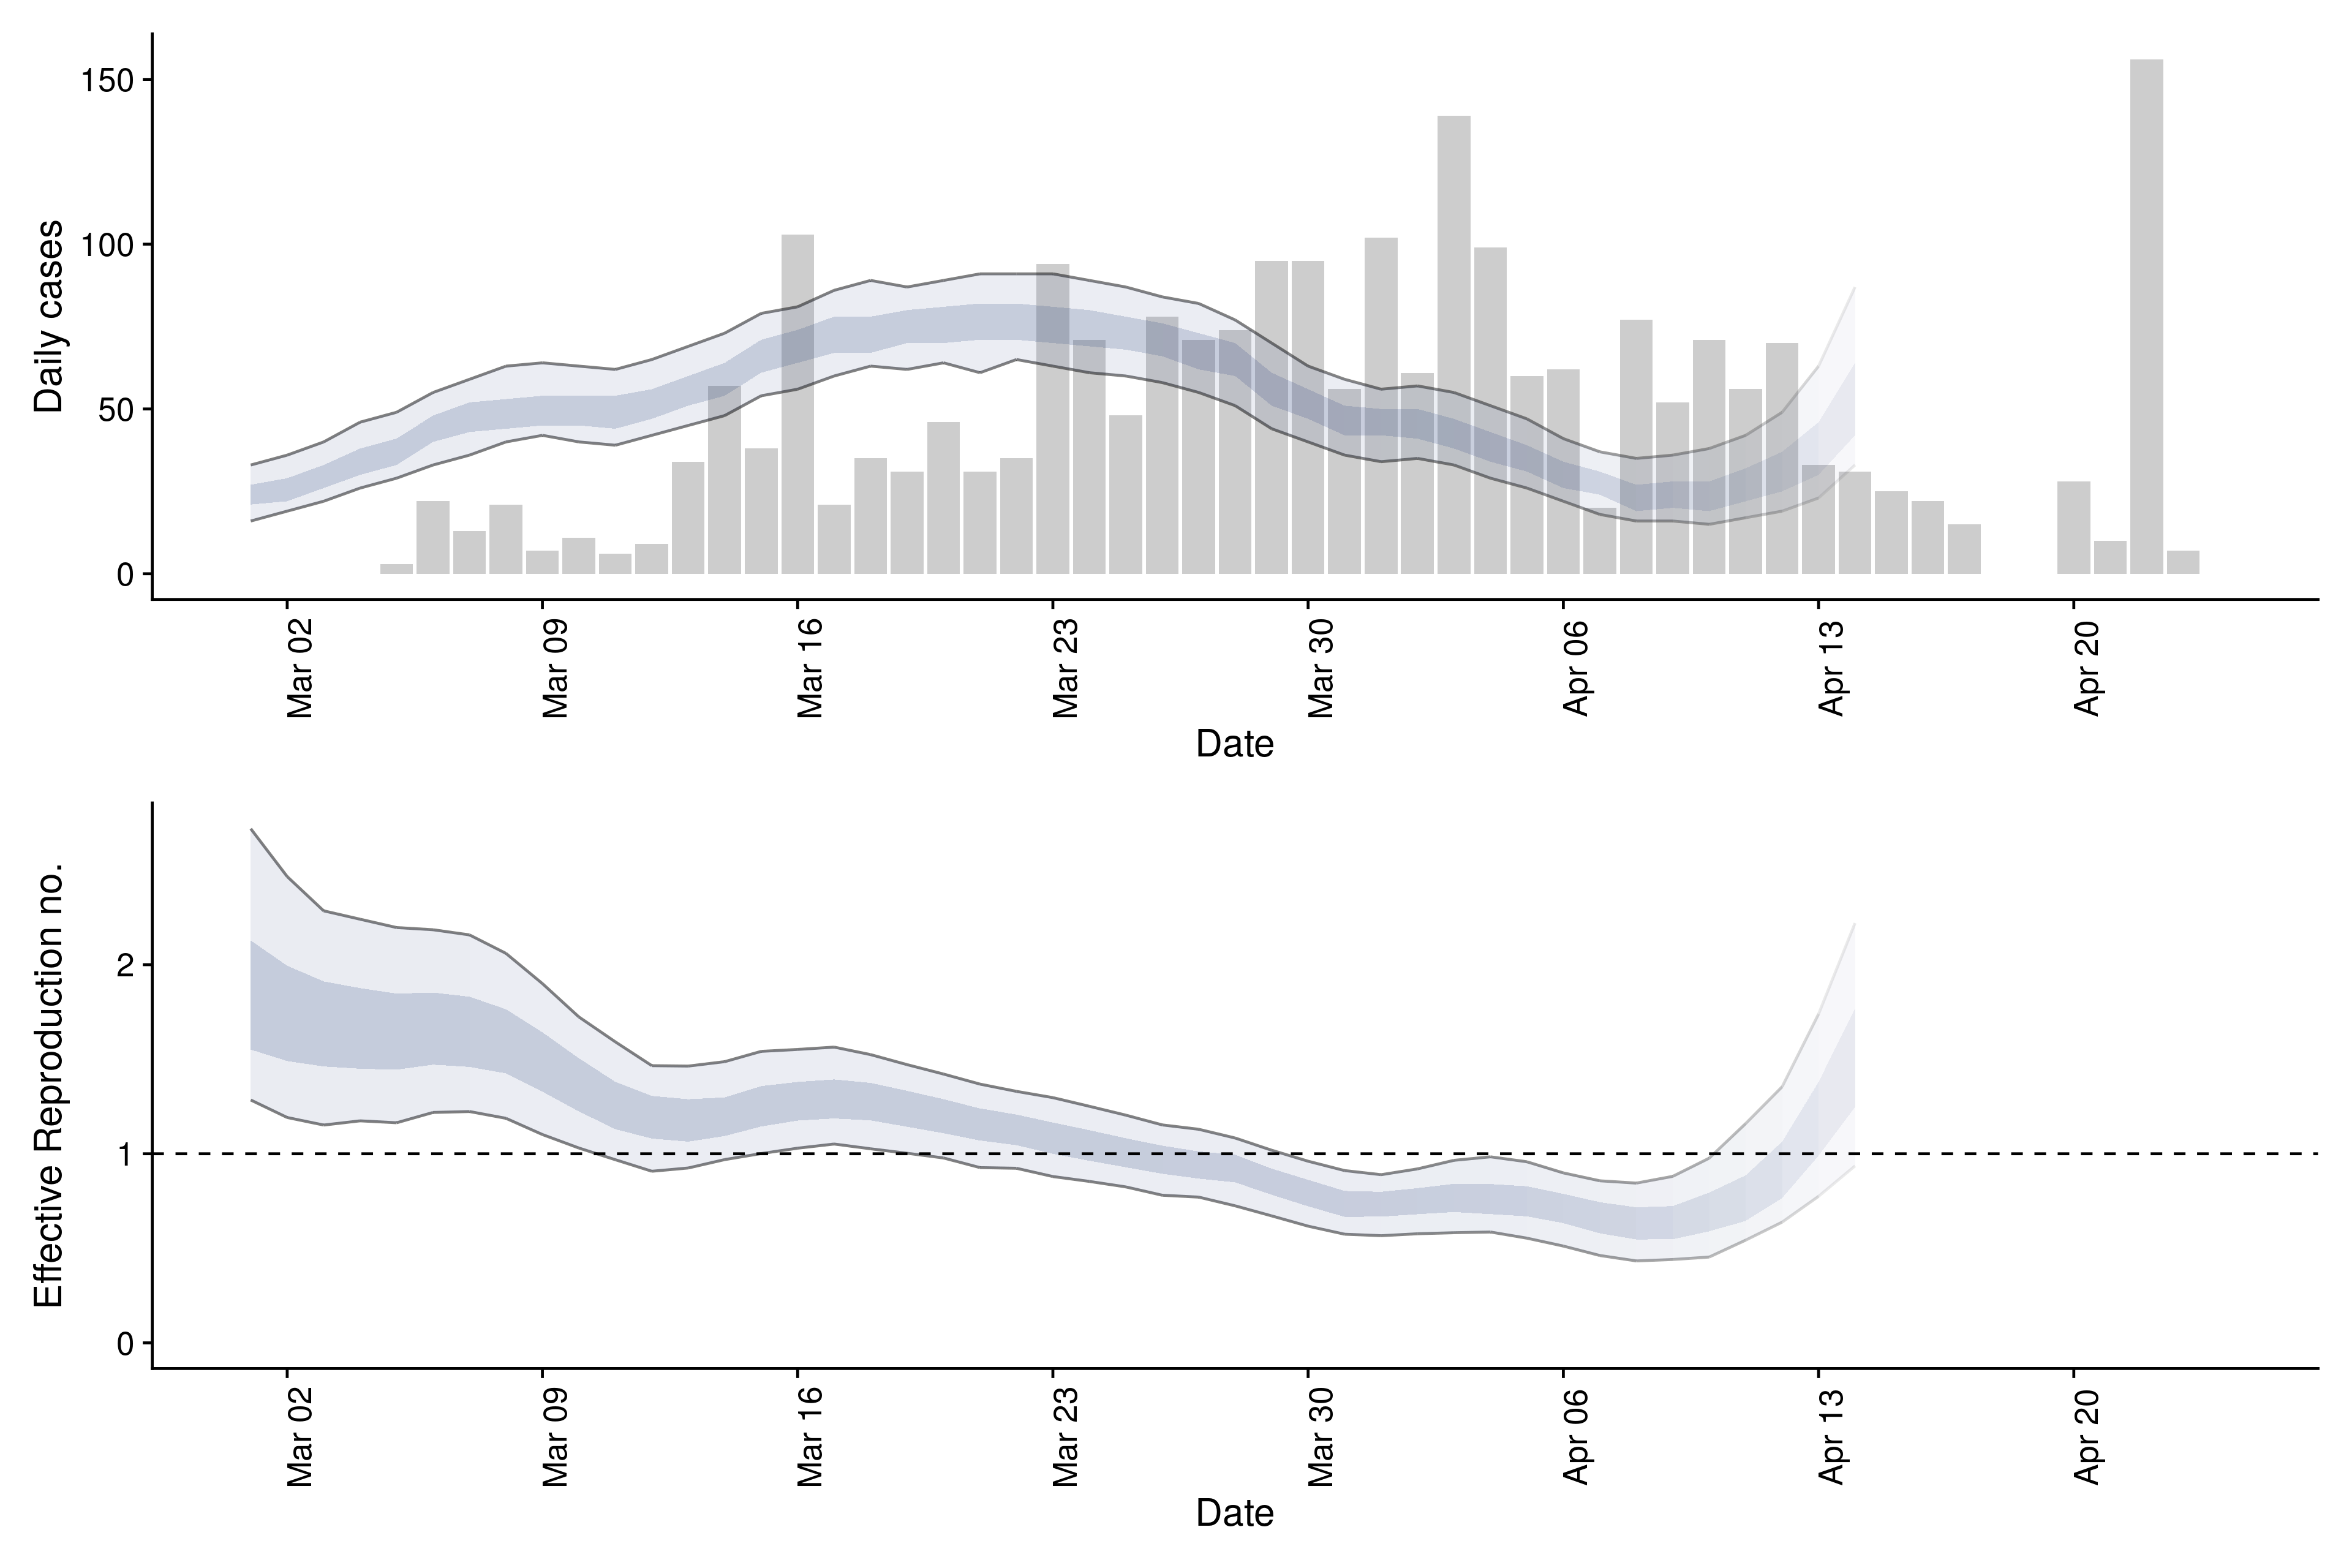 Daily cases
150
100
50
0
Mar 02
Mar 09
Mar 16
Mar 23
Mar 30
Apr 06
Apr 13
Apr 20
Date
Effective Reproduction no.
2
1
0
Mar 02
Mar 09
Mar 16
Mar 23
Mar 30
Apr 06
Apr 13
Apr 20
Date